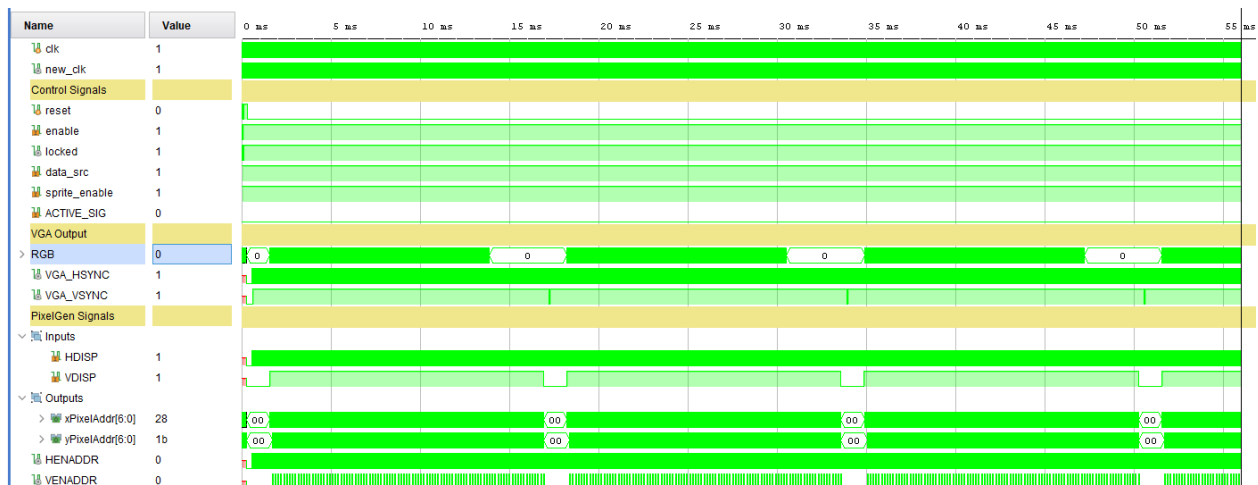 Name Value 0 ms 5 ms 10 ms 15 ms 20 ms 25 ms 30 ms 35 ms 40 ms 45 ms 50 ms 55 ms
clk 1
new_clk 1
Control Signals
reset 0
enable 1
locked 1
data_src 1
sprite_enable 1
ACTIVE_SIG 0
VGA Output
RGB 0 0 0 0 0
VGA_HSYNC 1
VGA_VSYNC 1
PixelGen Signals
Inputs
HDISP 1
VDISP 1
Outputs
xPixelAddr[6:0] 28 00 00 00 00
yPixelAddr[6:0] 1b 00 00 00 00
HENADDR 0
VENADDR 0